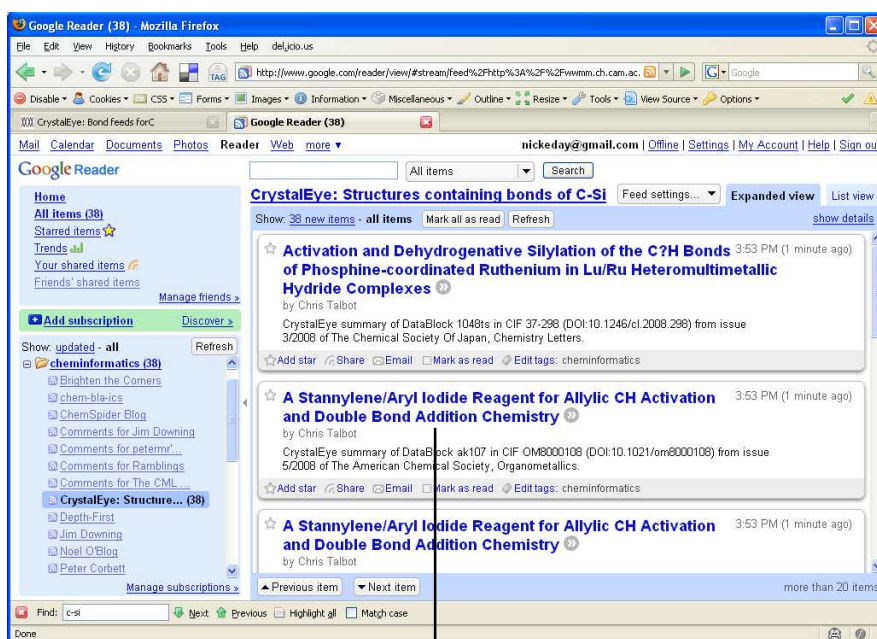 Google Reader (38) - Mozilla Firefox
File Edit View History Bookmarks Tools Help del.icio.us
TAG http://www.google.com/reader/view/#stream/feed%2Fhttp%3A%2F%2Fwwmm.ch.cam.ac. G Google
Disable Cookies CSS Forms Images Information Miscellaneous Outline Resize Tools View Source Options
CrystalEye: Bond feeds forC Google Reader (38)
Mail Calendar Documents Photos Reader Web more ▼ nickeday@gmail.com | Offline | Settings | My Account | Help | Sign ou
Google Reader All items Search
Home
All items (38)
Starred items
Trends
Your shared items
Friends' shared items
Manage friends »
Add subscription Discover »
Show: updated - all Refresh
cheminformatics (38)
Brighten the Corners
chem-bla-ics
ChemSpider Blog
Comments for Jim Downing
Comments for petermr'...
Comments for Ramblings
Comments for The CML ...
CrystalEye: Structure... (38)
Depth-First
Jim Downing
Noel O'Blog
Peter Corbett
Manage subscriptions »
CrystalEye: Structures containing bonds of C-Si Feed settings... ▼ Expanded view List view
Show: 38 new items - all items Mark all as read Refresh show details
Activation and Dehydrogenative Silylation of the C?H Bonds 3:53 PM (1 minute ago)
of Phosphine-coordinated Ruthenium in Lu/Ru Heteromultimetallic
Hydride Complexes
by Chris Talbot
CrystalEye summary of DataBlock 1048ts in CIF 37-298 (DOI:10.1246/cl.2008.298) from issue
3/2008 of The Chemical Society Of Japan, Chemistry Letters.
Add star Share Email Mark as read Edit tags: cheminformatics
A Stannylene/Aryl Iodide Reagent for Allylic CH Activation 3:53 PM (1 minute ago)
and Double Bond Addition Chemistry
by Chris Talbot
CrystalEye summary of DataBlock ak107 in CIF OM8000108 (DOI:10.1021/om8000108) from issue
5/2008 of The American Chemical Society, Organometallics.
Add star Share Email Mark as read Edit tags: cheminformatics
A Stannylene/Aryl Iodide Reagent for Allylic CH Activation 3:53 PM (1 minute ago)
and Double Bond Addition Chemistry
by Chris Talbot
Previous item Next item more than 20 items
Find: c-si Next Previous Highlight all Match case
Done